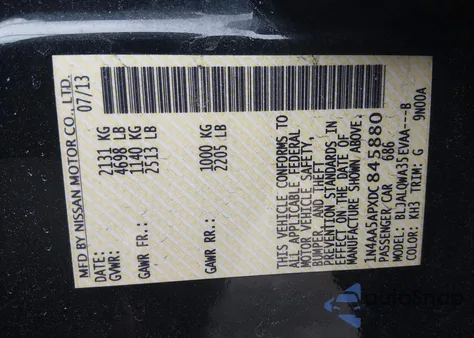 MFD BY NISSAN MOTOR CO., LTD.
DATE: 07/13
GVWR: 2131 KG
4698 LB
GAWR FR: 1140 KG
2513 LB
GAWR RR: 1000 KG
2205 LB
THIS VEHICLE CONFORMS TO
ALL APPLICABLE FEDERAL
MOTOR VEHICLE SAFETY,
BUMPER, AND THEFT
PREVENTION STANDARDS IN
EFFECT ON THE DATE OF
MANUFACTURE SHOWN ABOVE.
1N4AA5APXDC845880
PASSENGER CAR 686
MODEL: BLJALQWA35EVAA---B
COLOR: KH3 TRIM: G 9N00A
AutoSnap